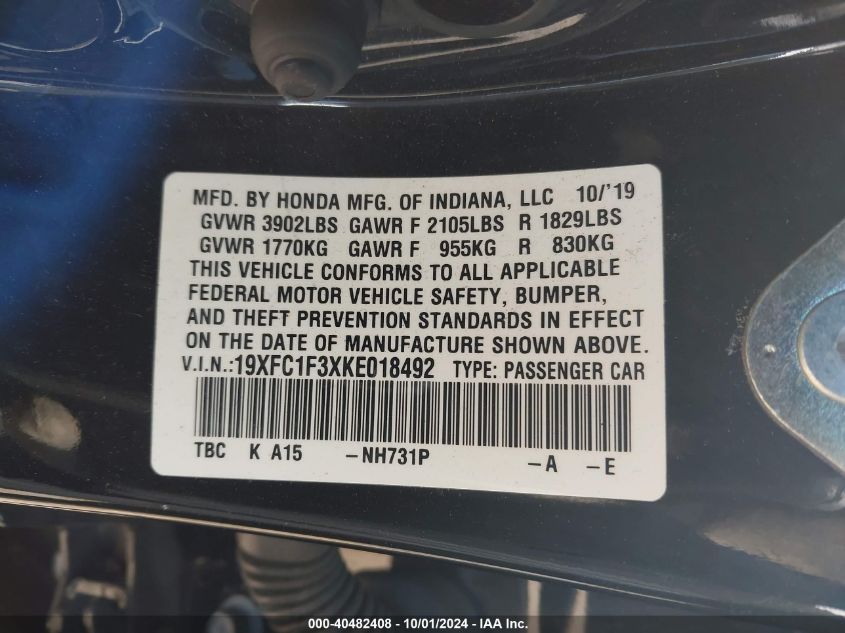 MFD. BY HONDA MFG. OF INDIANA, LLC 10/'19
GVWR 3902LBS GAWR F 2105LBS R 1829LBS
GVWR 1770KG GAWR F 955KG R 830KG
THIS VEHICLE CONFORMS TO ALL APPLICABLE
FEDERAL MOTOR VEHICLE SAFETY, BUMPER,
AND THEFT PREVENTION STANDARDS IN EFFECT
ON THE DATE OF MANUFACTURE SHOWN ABOVE.
V.I.N.:19XFC1F3XKE018492 TYPE: PASSENGER CAR
TBC K A15 -NH731P -A -E
000-40482408 - 10/01/2024 - IAA Inc.